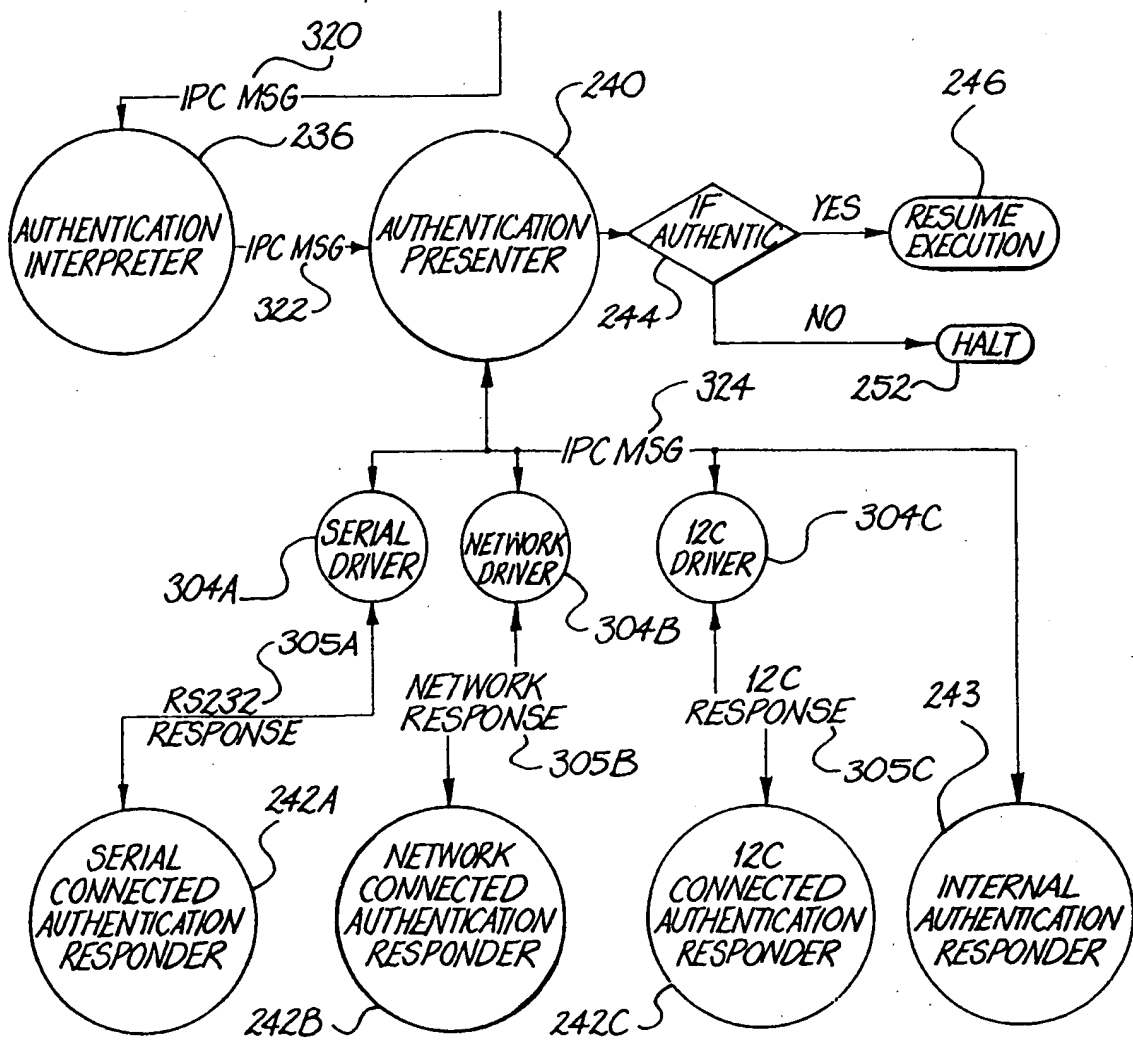 320
IPC MSG
240
246
236
AUTHENTICATION
INTERPRETER
IPC MSG
322
AUTHENTICATION
PRESENTER
IF
AUTHENTIC
YES
RESUME
EXECUTION
244
NO
HALT
252
324
IPC MSG
SERIAL
DRIVER
304A
NETWORK
DRIVER
304B
12C
DRIVER
304C
305A
RS232
RESPONSE
NETWORK
RESPONSE
305B
12C
RESPONSE
305C
243
242A
SERIAL
CONNECTED
AUTHENTICATION
RESPONDER
NETWORK
CONNECTED
AUTHENTICATION
RESPONDER
242B
12C
CONNECTED
AUTHENTICATION
RESPONDER
242C
INTERNAL
AUTHENTICATION
RESPONDER